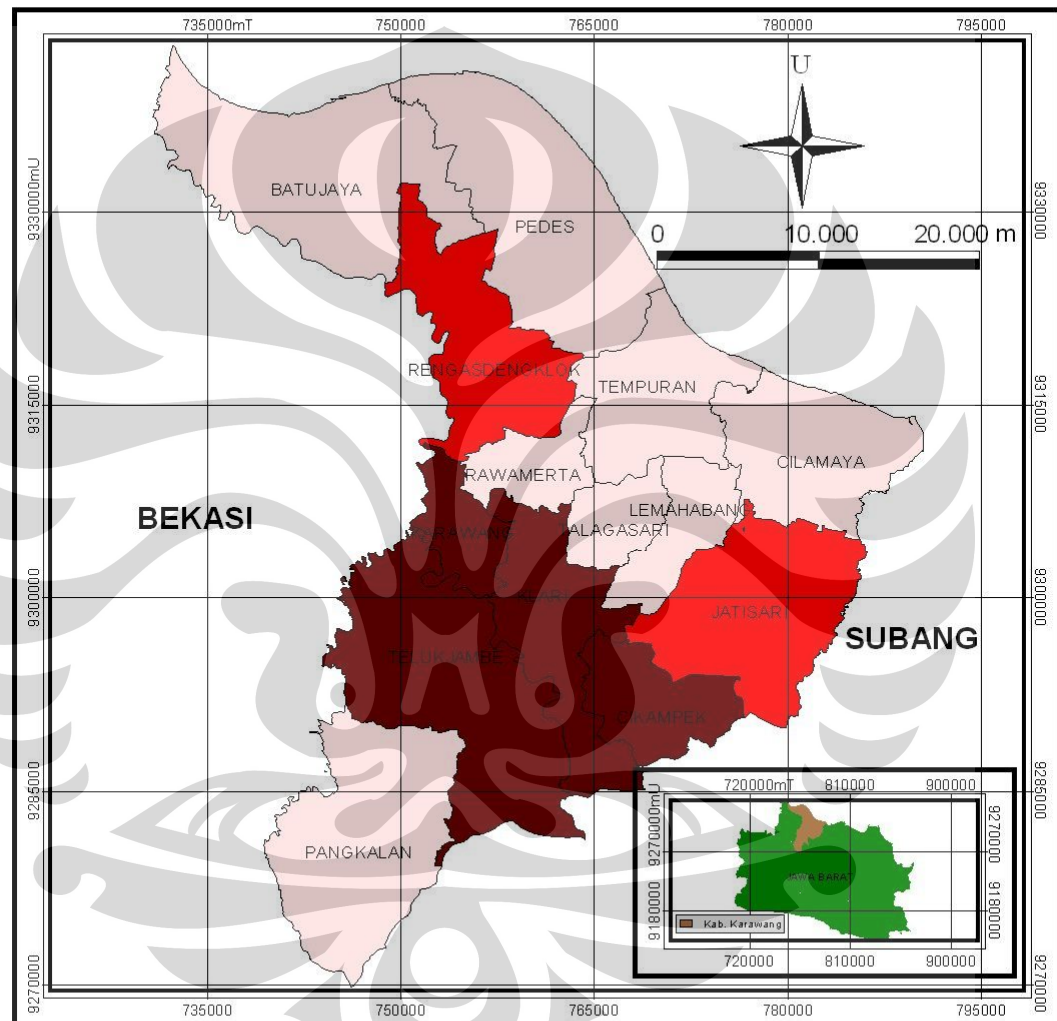 735000mT 750000 765000 780000 795000
U
9330000mU 9330000
BATUJAYA
PEDES
0 10.000 20.000 m
RENGASDENGKLOK
TEMPURAN
9315000 9315000
CILAMAYA
RAWAMERTA
LEMAHABANG
BEKASI
KARAWANG
ALAGASARI
KLARI
9300000 9300000
JATISARI
SUBANG
TELUKJAMBE
CIKAMPEK
9285000 9285000
PANGKALAN
720000mT 810000 900000
9270000mU 9270000
JAWA BARAT
9180000 9180000
Kab. Karawang
720000 810000 900000
9270000 9270000
735000 750000 765000 780000 795000